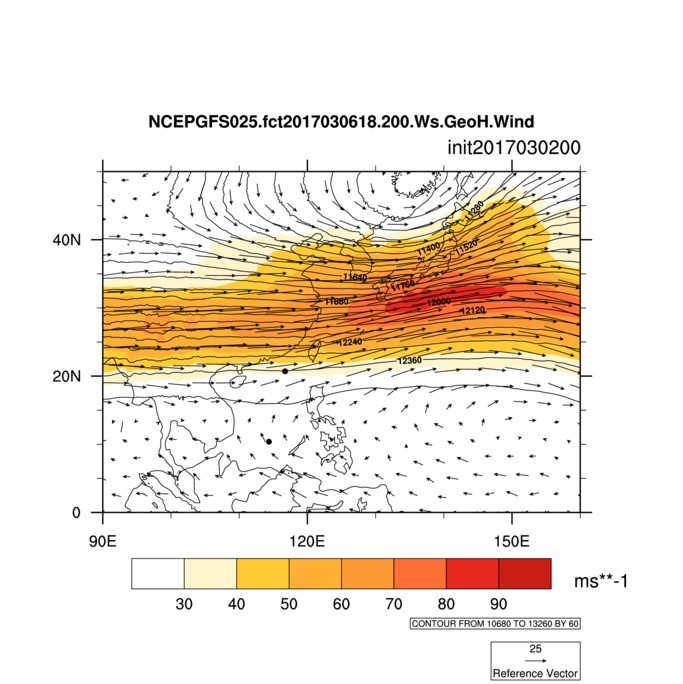 NCEPGFS025.fct2017030618.200.Ws.GeoH.Wind
init2017030200
40N
20N
0
90E 120E 150E
11280
11400
11520
11640
11760
11880
12000
12120
12240
12360
30 40 50 60 70 80 90
ms**-1
CONTOUR FROM 10680 TO 13260 BY 60
25
Reference Vector